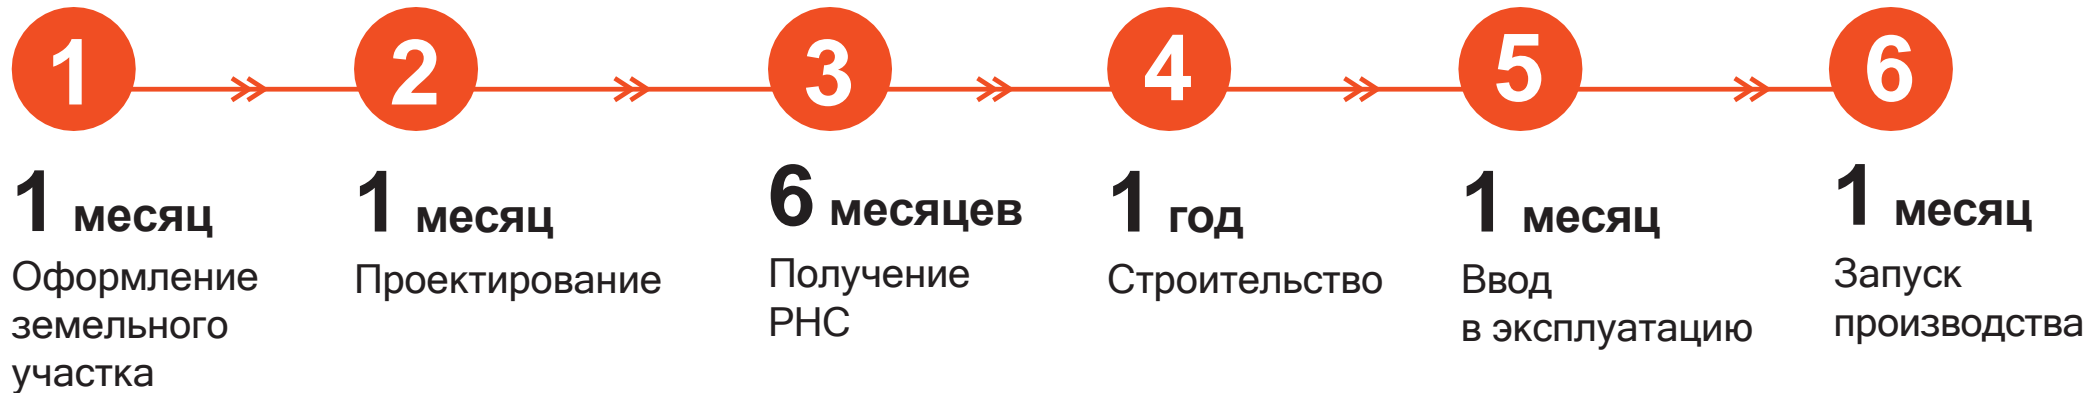 1
2
3
4
5
6
1 месяц
Оформление
земельного
участка
1 месяц
Проектирование
6 месяцев
Получение
РНС
1 год
Строительство
1 месяц
Ввод
в эксплуатацию
1 месяц
Запуск
производства